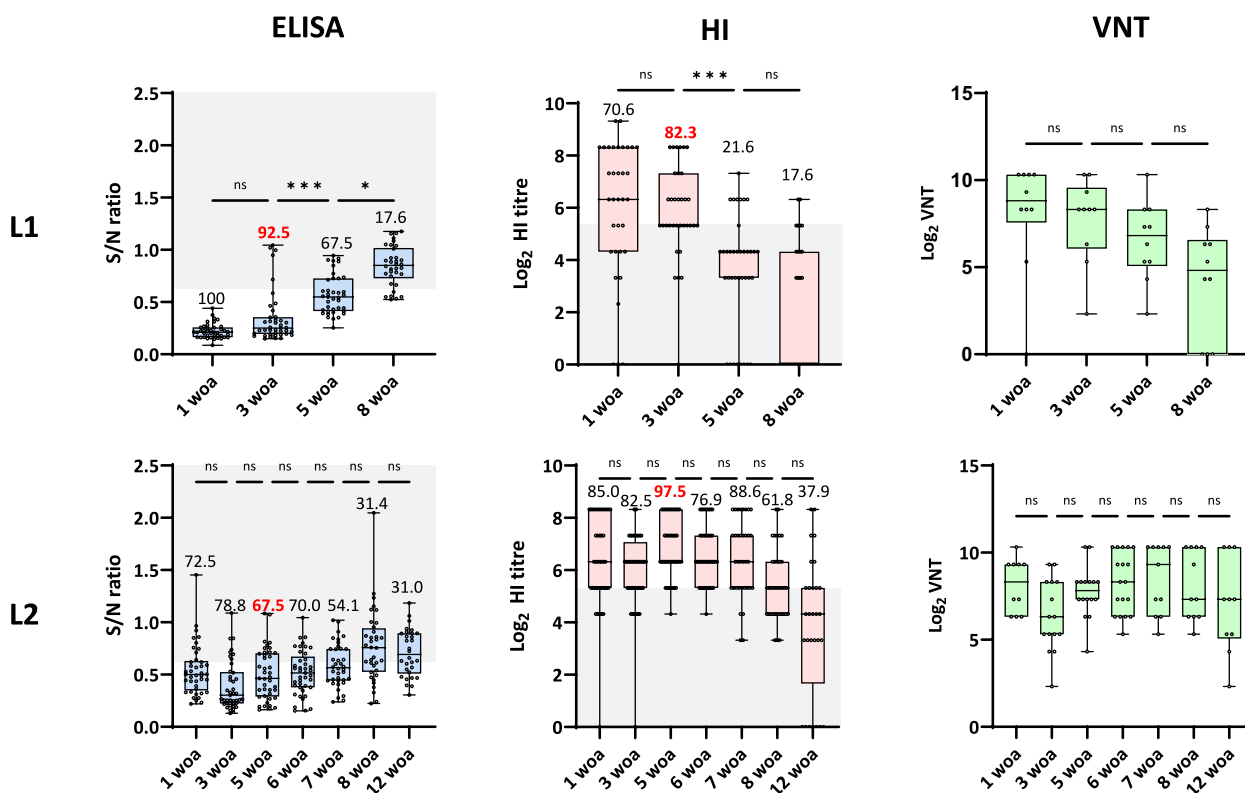 ELISA HI VNT
L1
S/N ratio
2.5
2.0
1.5
1.0
0.5
0.0
ns *** *
100 92.5 67.5 17.6
1 woa 3 woa 5 woa 8 woa
Log2 HI titre
10
8
6
4
2
0
ns *** ns
70.6 82.3 21.6 17.6
1 woa 3 woa 5 woa 8 woa
Log2 VNT
15
10
5
0
ns ns ns
1 woa 3 woa 5 woa 8 woa
L2
S/N ratio
2.5
2.0
1.5
1.0
0.5
0.0
ns ns ns ns ns ns
72.5 78.8 67.5 70.0 54.1 31.4 31.0
1 woa 3 woa 5 woa 6 woa 7 woa 8 woa 12 woa
Log2 HI titre
10
8
6
4
2
0
ns ns ns ns ns ns
85.0 82.5 97.5 76.9 88.6 61.8 37.9
1 woa 3 woa 5 woa 6 woa 7 woa 8 woa 12 woa
Log2 VNT
15
10
5
0
ns ns ns ns ns ns
1 woa 3 woa 5 woa 6 woa 7 woa 8 woa 12 woa